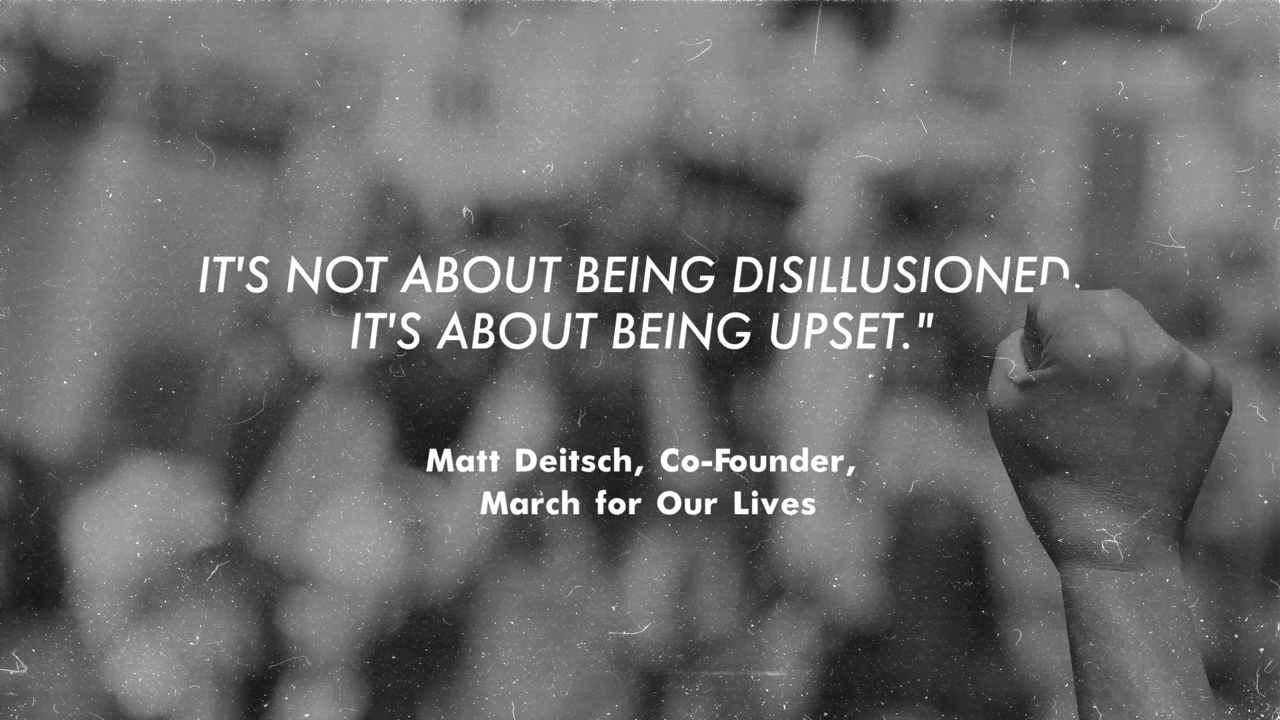 IT'S NOT ABOUT BEING DISILLUSIONED.
IT'S ABOUT BEING UPSET."
Matt Deitsch, Co-Founder,
March for Our Lives